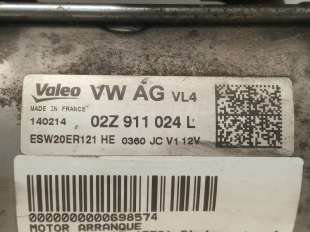 Valeo VW AG VL4
MADE IN FRANCE
140214 02Z 911 024 L
ESW20ER121 HE 0360 JC V1 12V
0000000000698574
MOTOR ARRANQUE